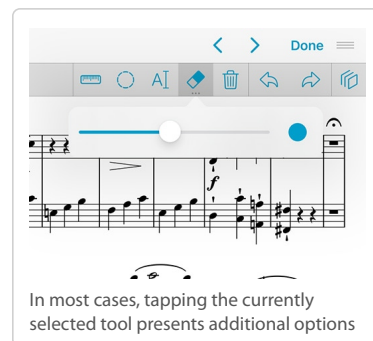 Done
A
f
In most cases, tapping the currently
selected tool presents additional options